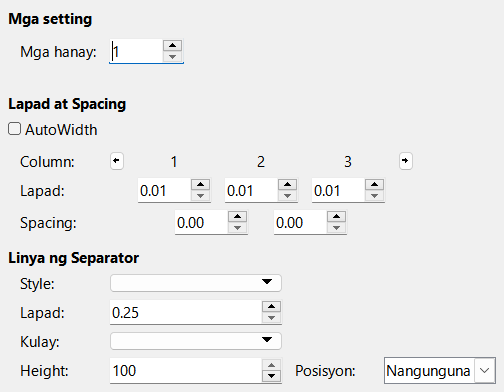 Mga setting
Mga hanay: 1
Lapad at Spacing
AutoWidth
Column: 1 2 3
Lapad: 0.01 0.01 0.01
Spacing: 0.00 0.00
Linya ng Separator
Style:
Lapad: 0.25
Kulay:
Height: 100 Posisyon: Nangunguna